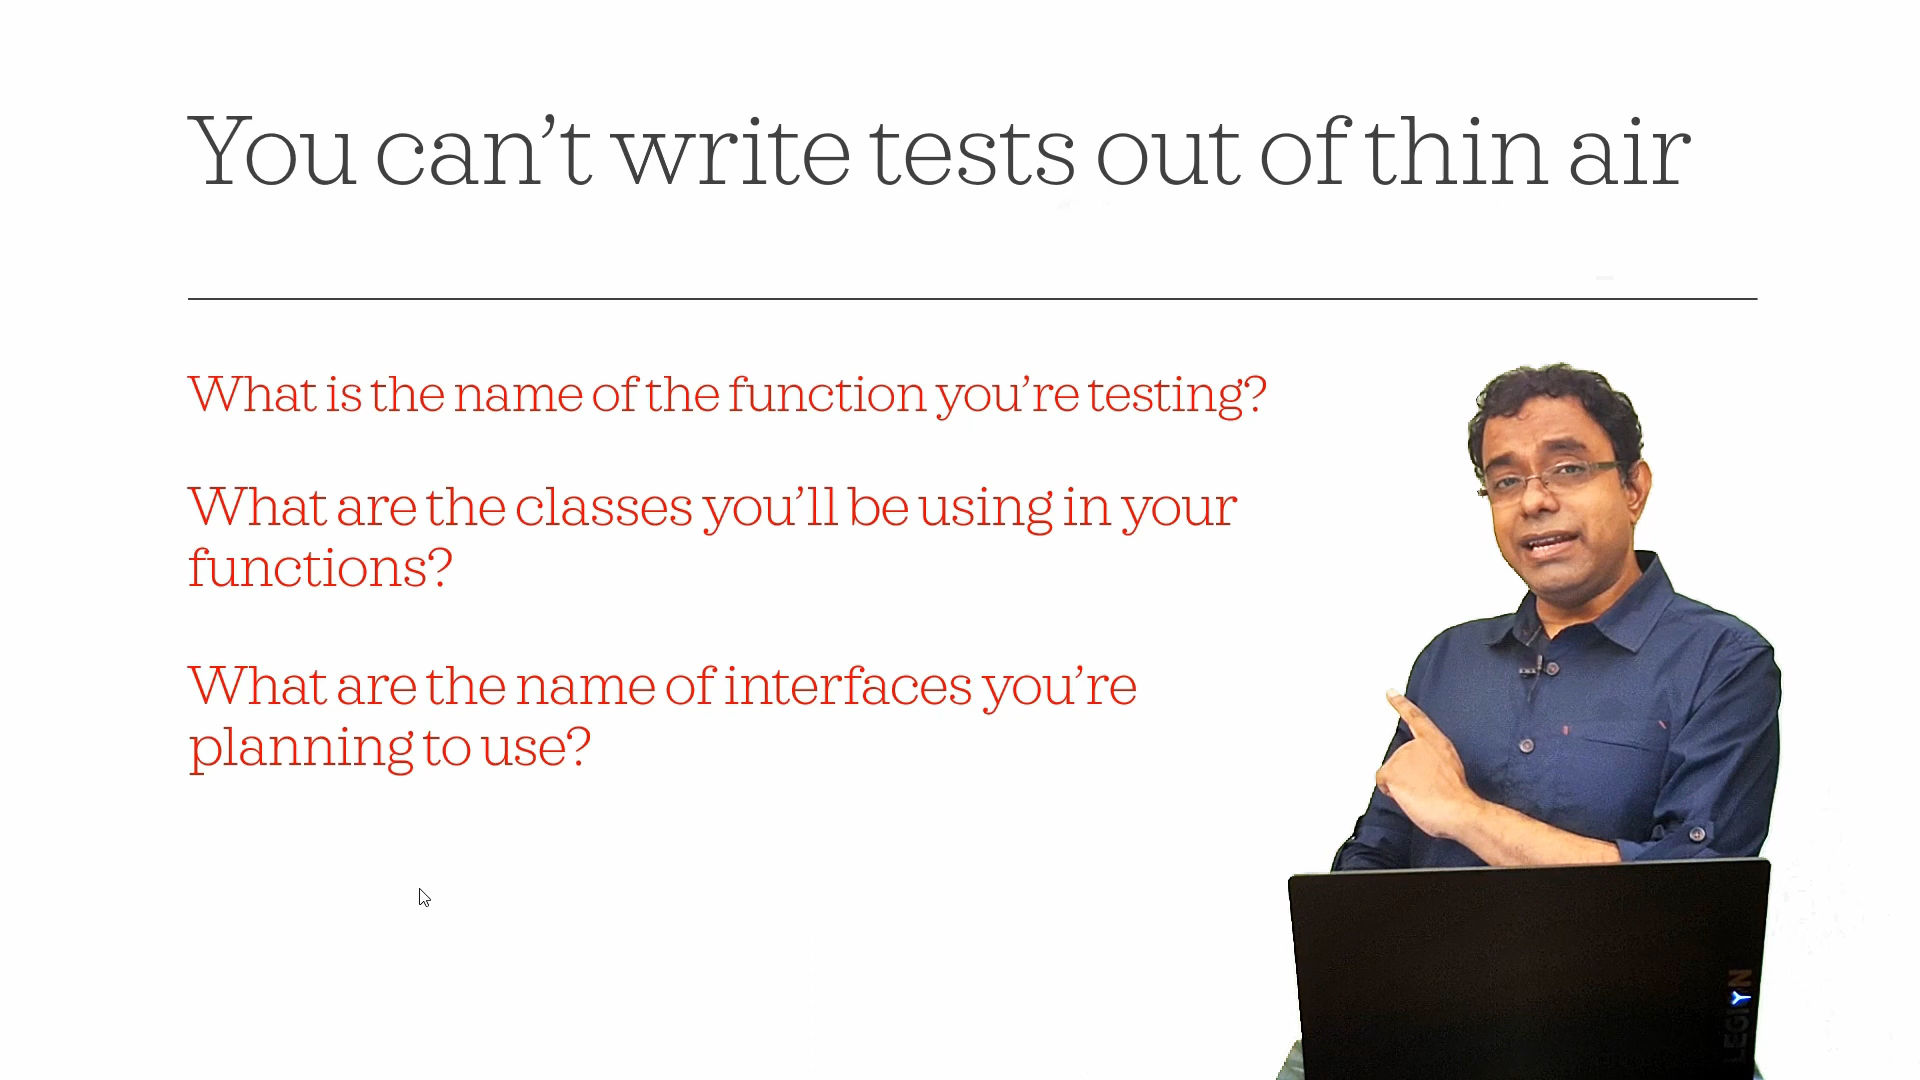 You can’t write tests out of thin air
What is the name of the function you’re testing?
What are the classes you’ll be using in your
functions?
What are the name of interfaces you’re
planning to use?
LEGION